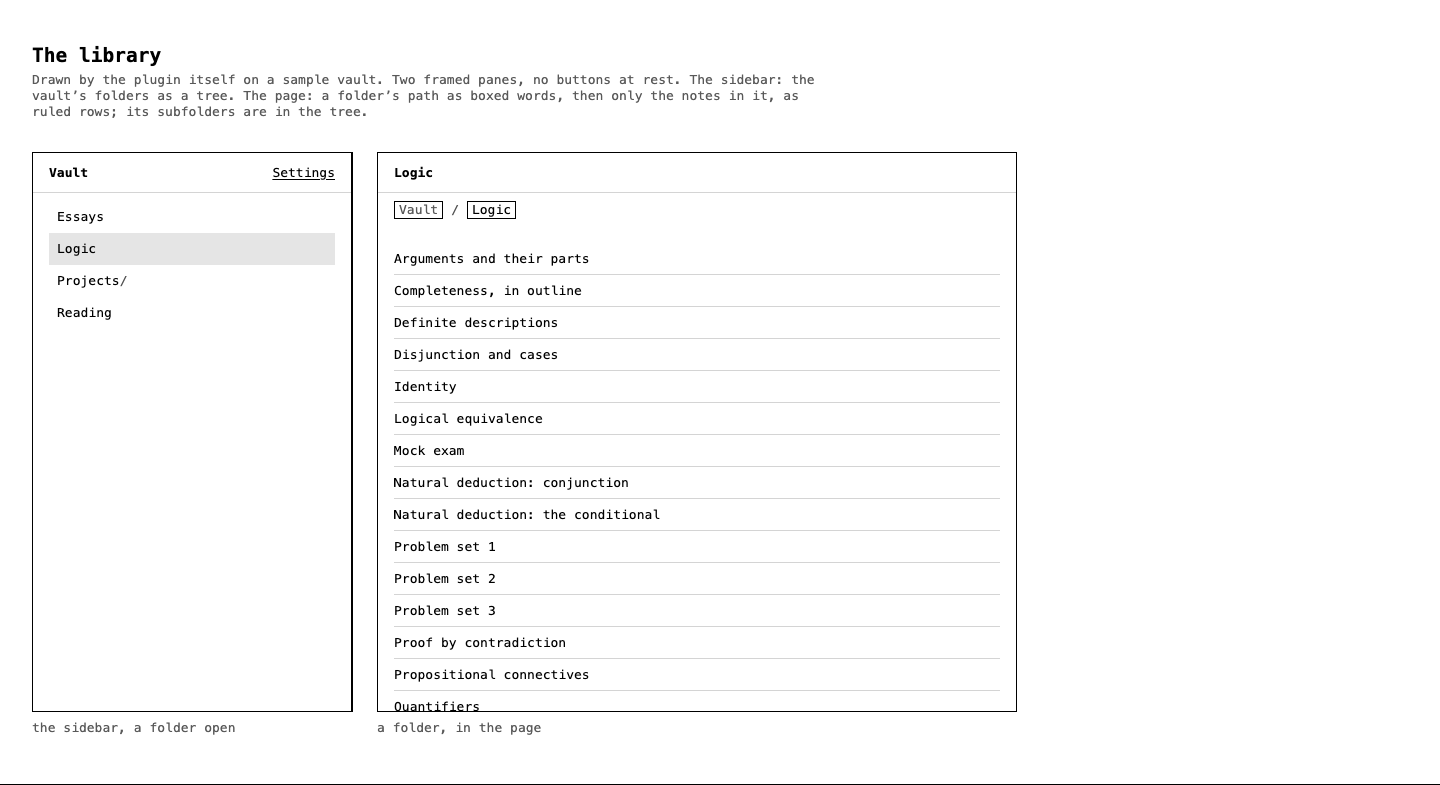 The library
Drawn by the plugin itself on a sample vault. Two framed panes, no buttons at rest. The sidebar: the
vault’s folders as a tree. The page: a folder’s path as boxed words, then only the notes in it, as
ruled rows; its subfolders are in the tree.
Vault Settings
Essays
Logic
Projects/
Reading
the sidebar, a folder open
Logic
Vault / Logic
Arguments and their parts
Completeness, in outline
Definite descriptions
Disjunction and cases
Identity
Logical equivalence
Mock exam
Natural deduction: conjunction
Natural deduction: the conditional
Problem set 1
Problem set 2
Problem set 3
Proof by contradiction
Propositional connectives
Quantifiers
a folder, in the page